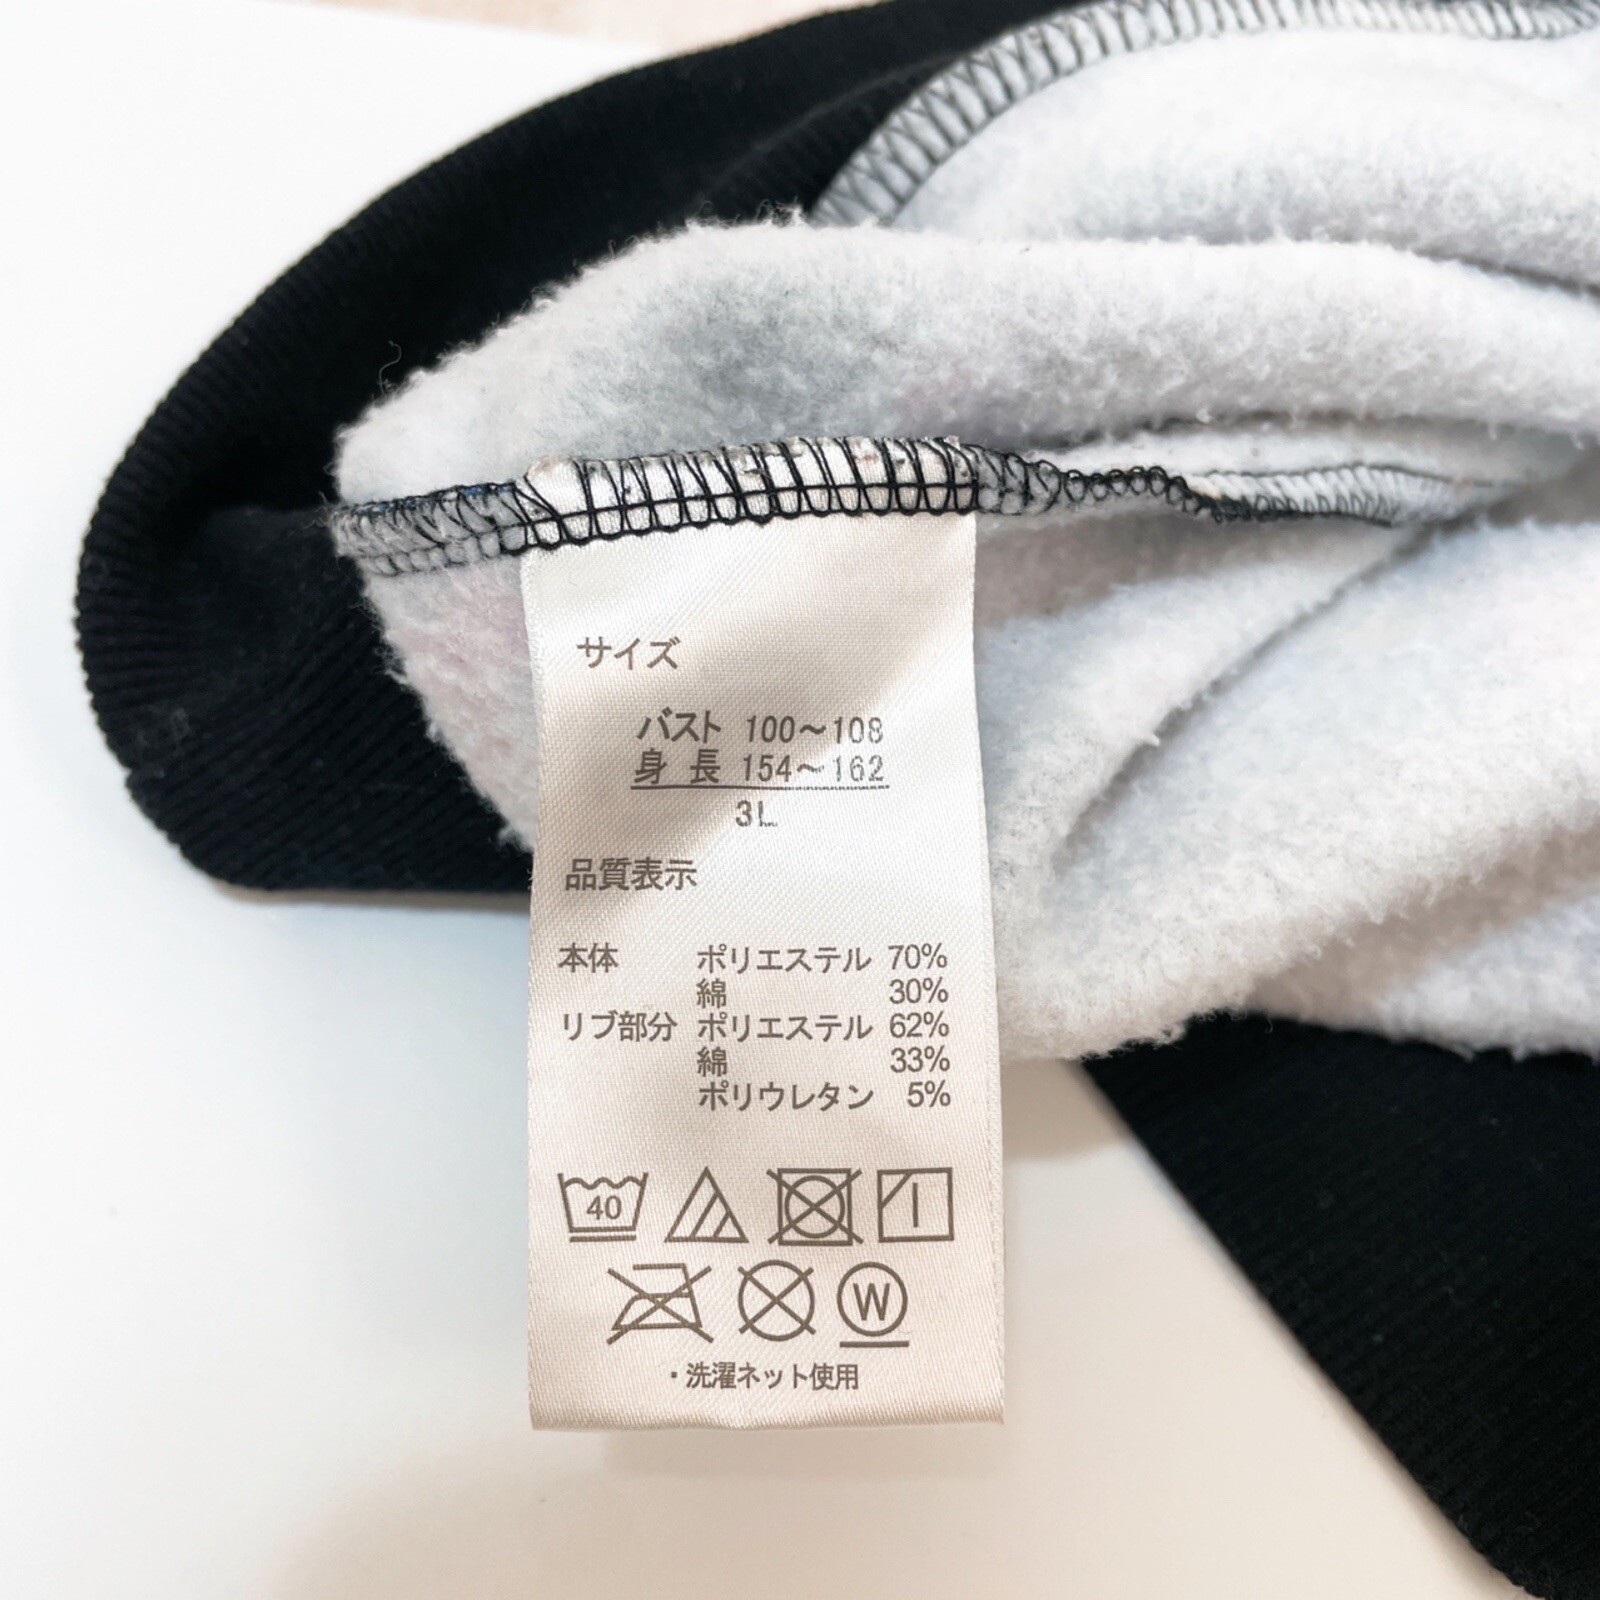 サイズ
バスト 100～108
身長 154～162
3L
品質表示
本体 ポリエステル 70%
綿 30%
リブ部分 ポリエステル 62%
綿 33%
ポリウレタン 5%
40
W
・洗濯ネット使用